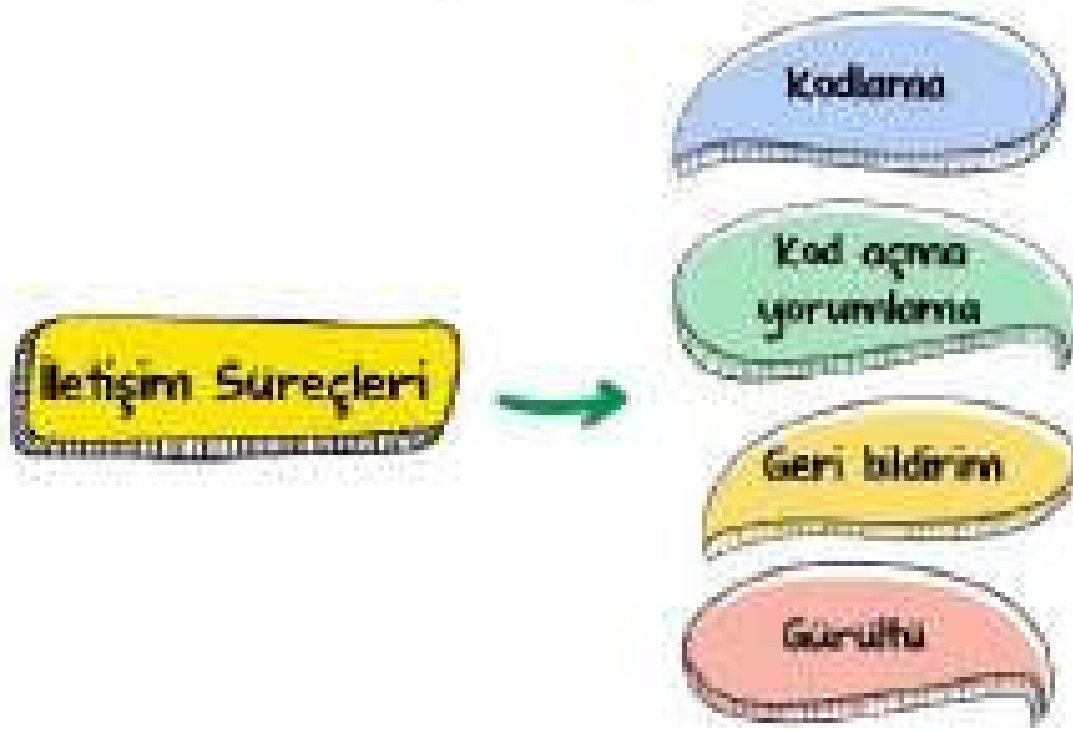 İletişim Süreçleri
Kodlama
Kod açma
yorumlama
Geri bildirim
Gürültü